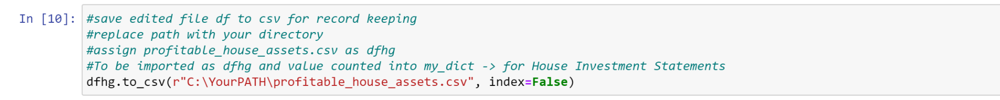 In [10]: #save edited file df to csv for record keeping
#replace path with your directory
#assign profitable_house_assets.csv as dfhg
#To be imported as dfhg and value counted into my_dict -> for House Investment Statements
dfhg.to_csv(r"C:\YourPATH\profitable_house_assets.csv", index=False)